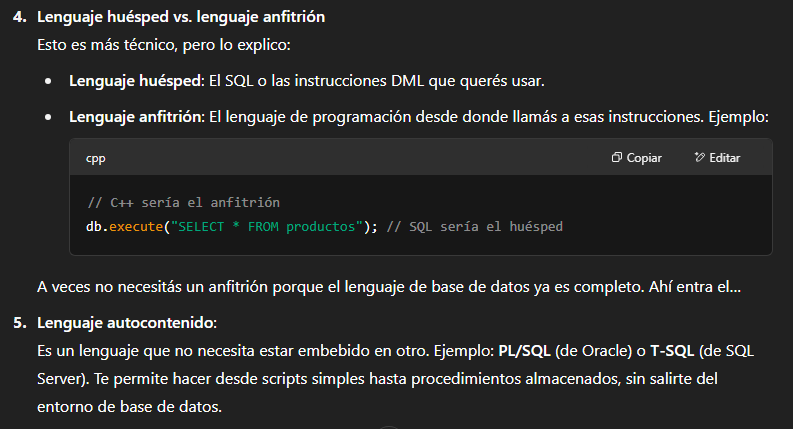 4. Lenguaje huésped vs. lenguaje anfitrión
Esto es más técnico, pero lo explico:
• Lenguaje huésped: El SQL o las instrucciones DML que querés usar.
• Lenguaje anfitrión: El lenguaje de programación desde donde llamás a esas instrucciones. Ejemplo:
cpp Copiar Editar
// C++ sería el anfitrión
db.execute("SELECT * FROM productos"); // SQL sería el huésped
A veces no necesitás un anfitrión porque el lenguaje de base de datos ya es completo. Ahí entra el...
5. Lenguaje autocontenido:
Es un lenguaje que no necesita estar embebido en otro. Ejemplo: PL/SQL (de Oracle) o T-SQL (de SQL
Server). Te permite hacer desde scripts simples hasta procedimientos almacenados, sin salirte del
entorno de base de datos.